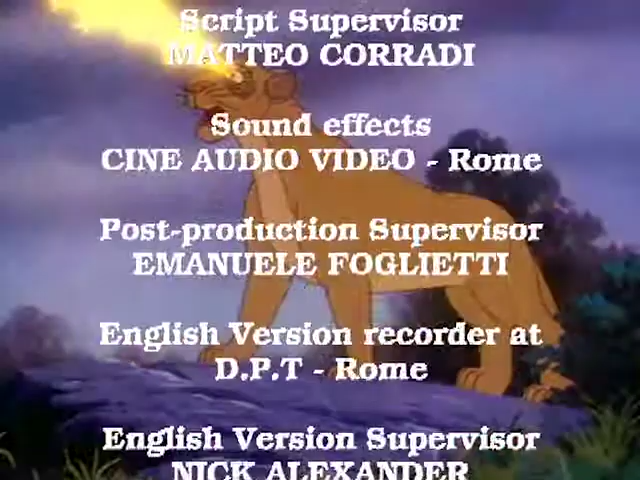 Script Supervisor
MATTEO CORRADI
Sound effects
CINE AUDIO VIDEO - Rome
Post-production Supervisor
EMANUELE FOGLIETTI
English Version recorder at
D.P.T - Rome
English Version Supervisor
NICK ALEXANDER